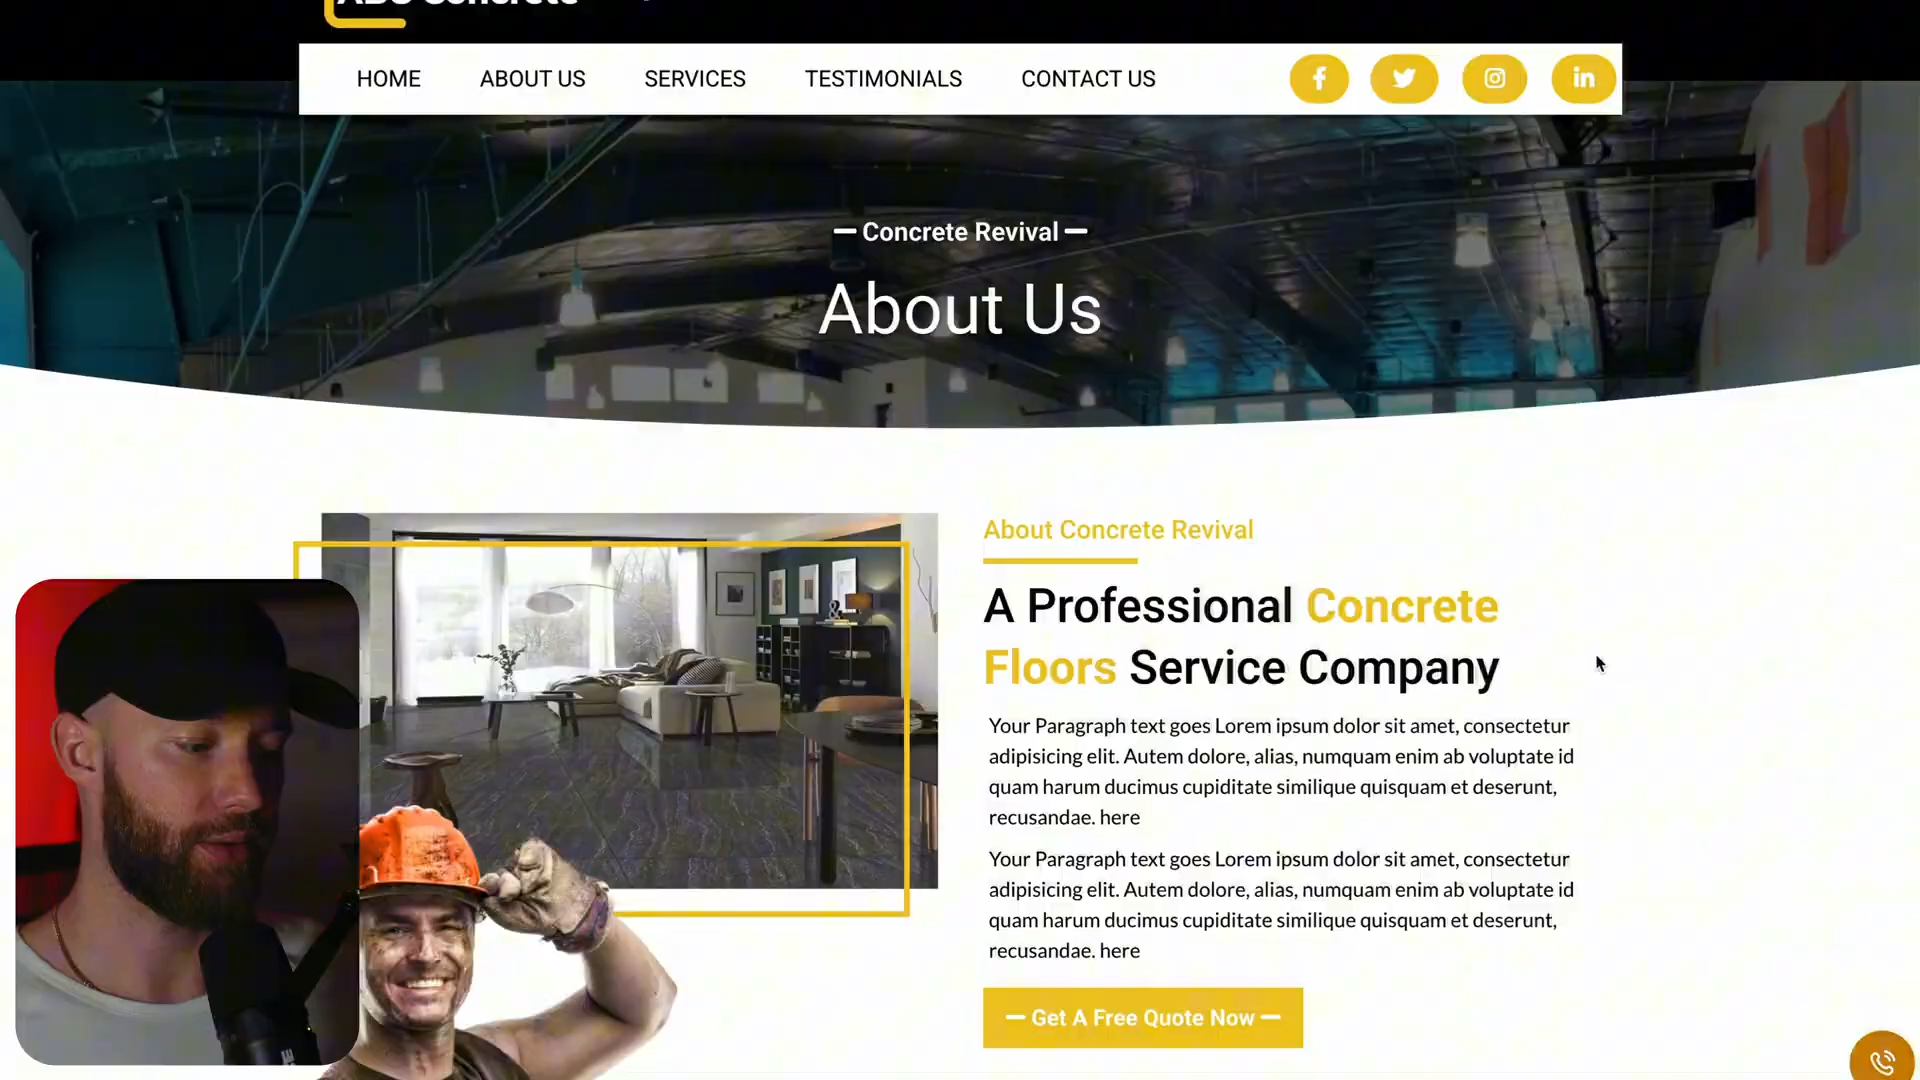 ABC Concrete
HOME ABOUT US SERVICES TESTIMONIALS CONTACT US
Concrete Revival
About Us
About Concrete Revival
A Professional Concrete
Floors Service Company
Your Paragraph text goes Lorem ipsum dolor sit amet, consectetur
adipisicing elit. Autem dolore, alias, numquam enim ab voluptate id
quam harum ducimus cupiditate similique quisquam et deserunt,
recusandae. here
Your Paragraph text goes Lorem ipsum dolor sit amet, consectetur
adipisicing elit. Autem dolore, alias, numquam enim ab voluptate id
quam harum ducimus cupiditate similique quisquam et deserunt,
recusandae. here
Get A Free Quote Now